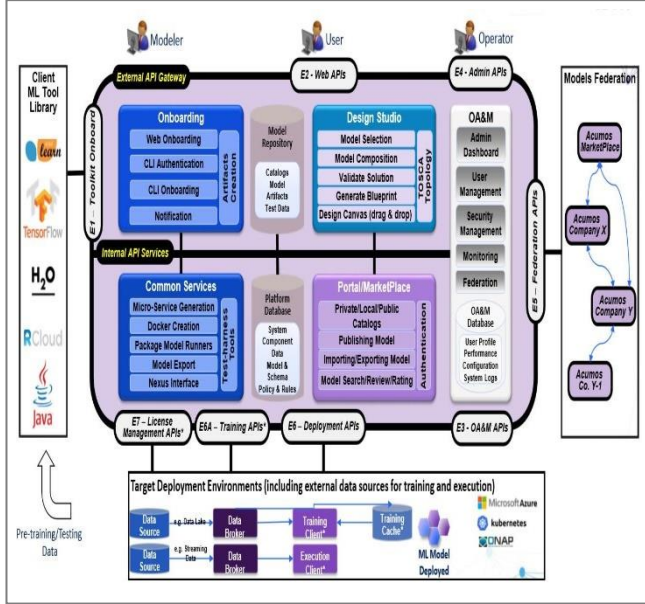 Modeler
User
Operator
Client
ML Tool
Library
learn
TensorFlow
H2O
RCloud
Java
Pre-training/Testing
Data
External API Gateway
E2 - Web APIs
E4 - Admin APIs
E1 – Toolkit Onboard
Onboarding
Web Onboarding
CLI Authentication
CLI Onboarding
Notification
Artifacts
Creation
Model
Repository
Catalogs
Model
Artifacts
Test Data
Design Studio
Model Selection
Model Composition
Validate Solution
Generate Blueprint
Design Canvas (drag & drop)
TOSCA
Topology
OA&M
Admin
Dashboard
User
Management
Security
Management
Monitoring
Federation
OA&M
Database
User Profile
Performance
Configuration
System Logs
Internal API Services
Common Services
Micro-Service Generation
Docker Creation
Package Model Runners
Model Export
Nexus Interface
Test-harness
Tools
Platform
Database
System
Component
Data
Model &
Schema
Policy & Rules
Portal/MarketPlace
Private/Local/Public
Catalogs
Publishing Model
Importing/Exporting Model
Model Search/Review/Rating
Authentication
E5 – Federation APIs
Models Federation
Acumos
MarketPlace
Acumos
Company X
Acumos
Company Y
Acumos
Co. Y-1
E7 – License
Management APIs*
E6A – Training APIs*
E6 – Deployment APIs
E3 - OA&M APIs
Target Deployment Environments (including external data sources for training and execution)
Data
Source
e.g. Data Lake
Data
Broker
Training
Client*
Training
Cache*
Data
Source
e.g. Streaming
Data
Data
Broker
Execution
Client*
ML Model
Deployed
Microsoft Azure
kubernetes
ONAP